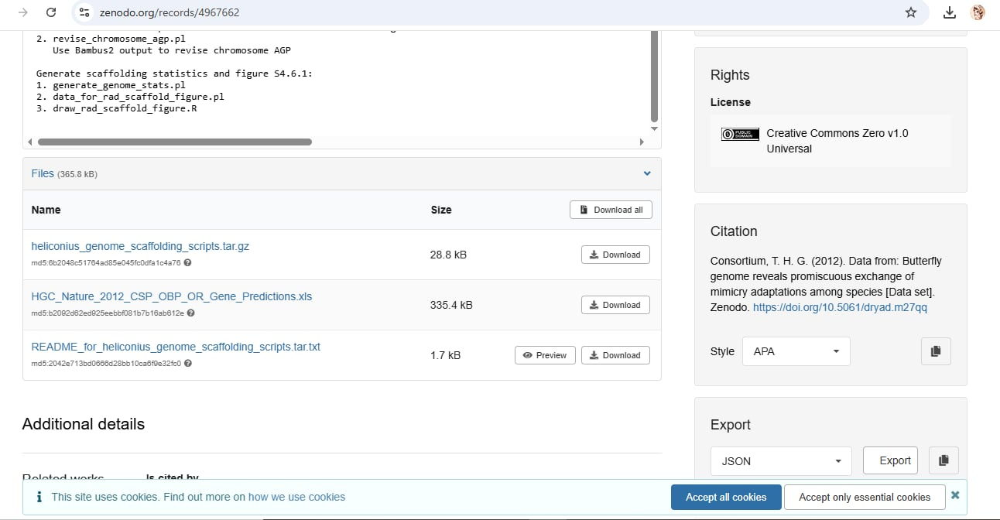 zenodo.org/records/4967662
2. revise_chromosome_agp.pl
Use Bambus2 output to revise chromosome AGP
Generate scaffolding statistics and figure S4.6.1:
1. generate_genome_stats.pl
2. data_for_rad_scaffold_figure.pl
3. draw_rad_scaffold_figure.R
Files (365.8 kB)
Name Size Download all
heliconius_genome_scaffolding_scripts.tar.gz
md5:6b2048c51764ad85e045fc0dfa1c4a76
28.8 kB Download
HGC_Nature_2012_CSP_OBP_OR_Gene_Predictions.xls
md5:b2092d62ed925eebbf081b7b16ab612e
335.4 kB Download
README_for_heliconius_genome_scaffolding_scripts.tar.txt
md5:2042e713bd0666d28bb10ca6f9e32fc0
1.7 kB Preview Download
Additional details
Related works Is cited by
Rights
License
PUBLIC DOMAIN
Creative Commons Zero v1.0
Universal
Citation
Consortium, T. H. G. (2012). Data from: Butterfly
genome reveals promiscuous exchange of
mimicry adaptations among species [Data set].
Zenodo. https://doi.org/10.5061/dryad.m27qq
Style APA
Export
JSON Export
This site uses cookies. Find out more on how we use cookies
Accept all cookies Accept only essential cookies